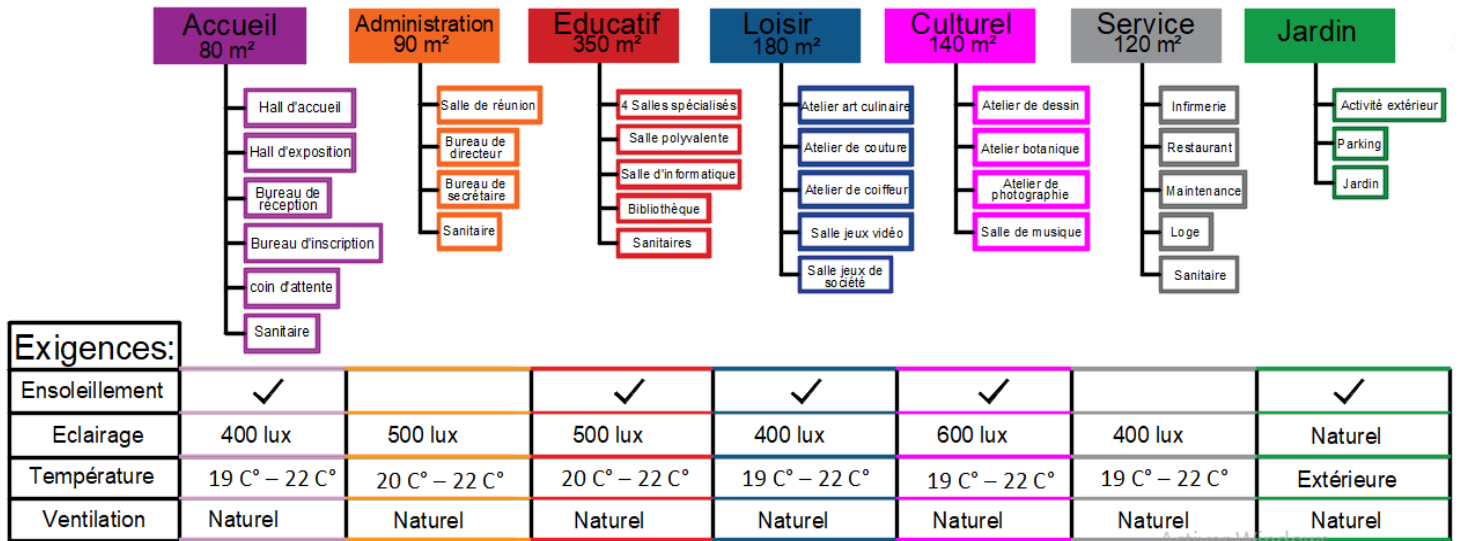 Accueil
80 m²
Administration
90 m²
Educatif
350 m²
Loisir
180 m²
Culturel
140 m²
Service
120 m²
Jardin
Hall d'accueil
Hall d'exposition
Bureau de
réception
Bureau d'inscription
coin d'attente
Sanitaire
Salle de réunion
Bureau de
directeur
Bureau de
secrétaire
Sanitaire
4 Salles spécialisés
Salle polyvalente
Salle d'informatique
Bibliothèque
Sanitaires
Atelier art culinaire
Atelier de couture
Atelier de coiffeur
Salle jeux vidéo
Salle jeux de
société
Atelier de dessin
Atelier botanique
Atelier de
photographie
Salle de musique
Infirmerie
Restaurant
Maintenance
Loge
Sanitaire
Activité extérieur
Parking
Jardin
Exigences:
Ensoleillement ✓ ✓ ✓ ✓ ✓
Eclairage 400 lux 500 lux 500 lux 400 lux 600 lux 400 lux Naturel
Température 19 C° – 22 C° 20 C° – 22 C° 20 C° – 22 C° 19 C° – 22 C° 19 C° – 22 C° 19 C° – 22 C° Extérieure
Ventilation Naturel Naturel Naturel Naturel Naturel Naturel Naturel